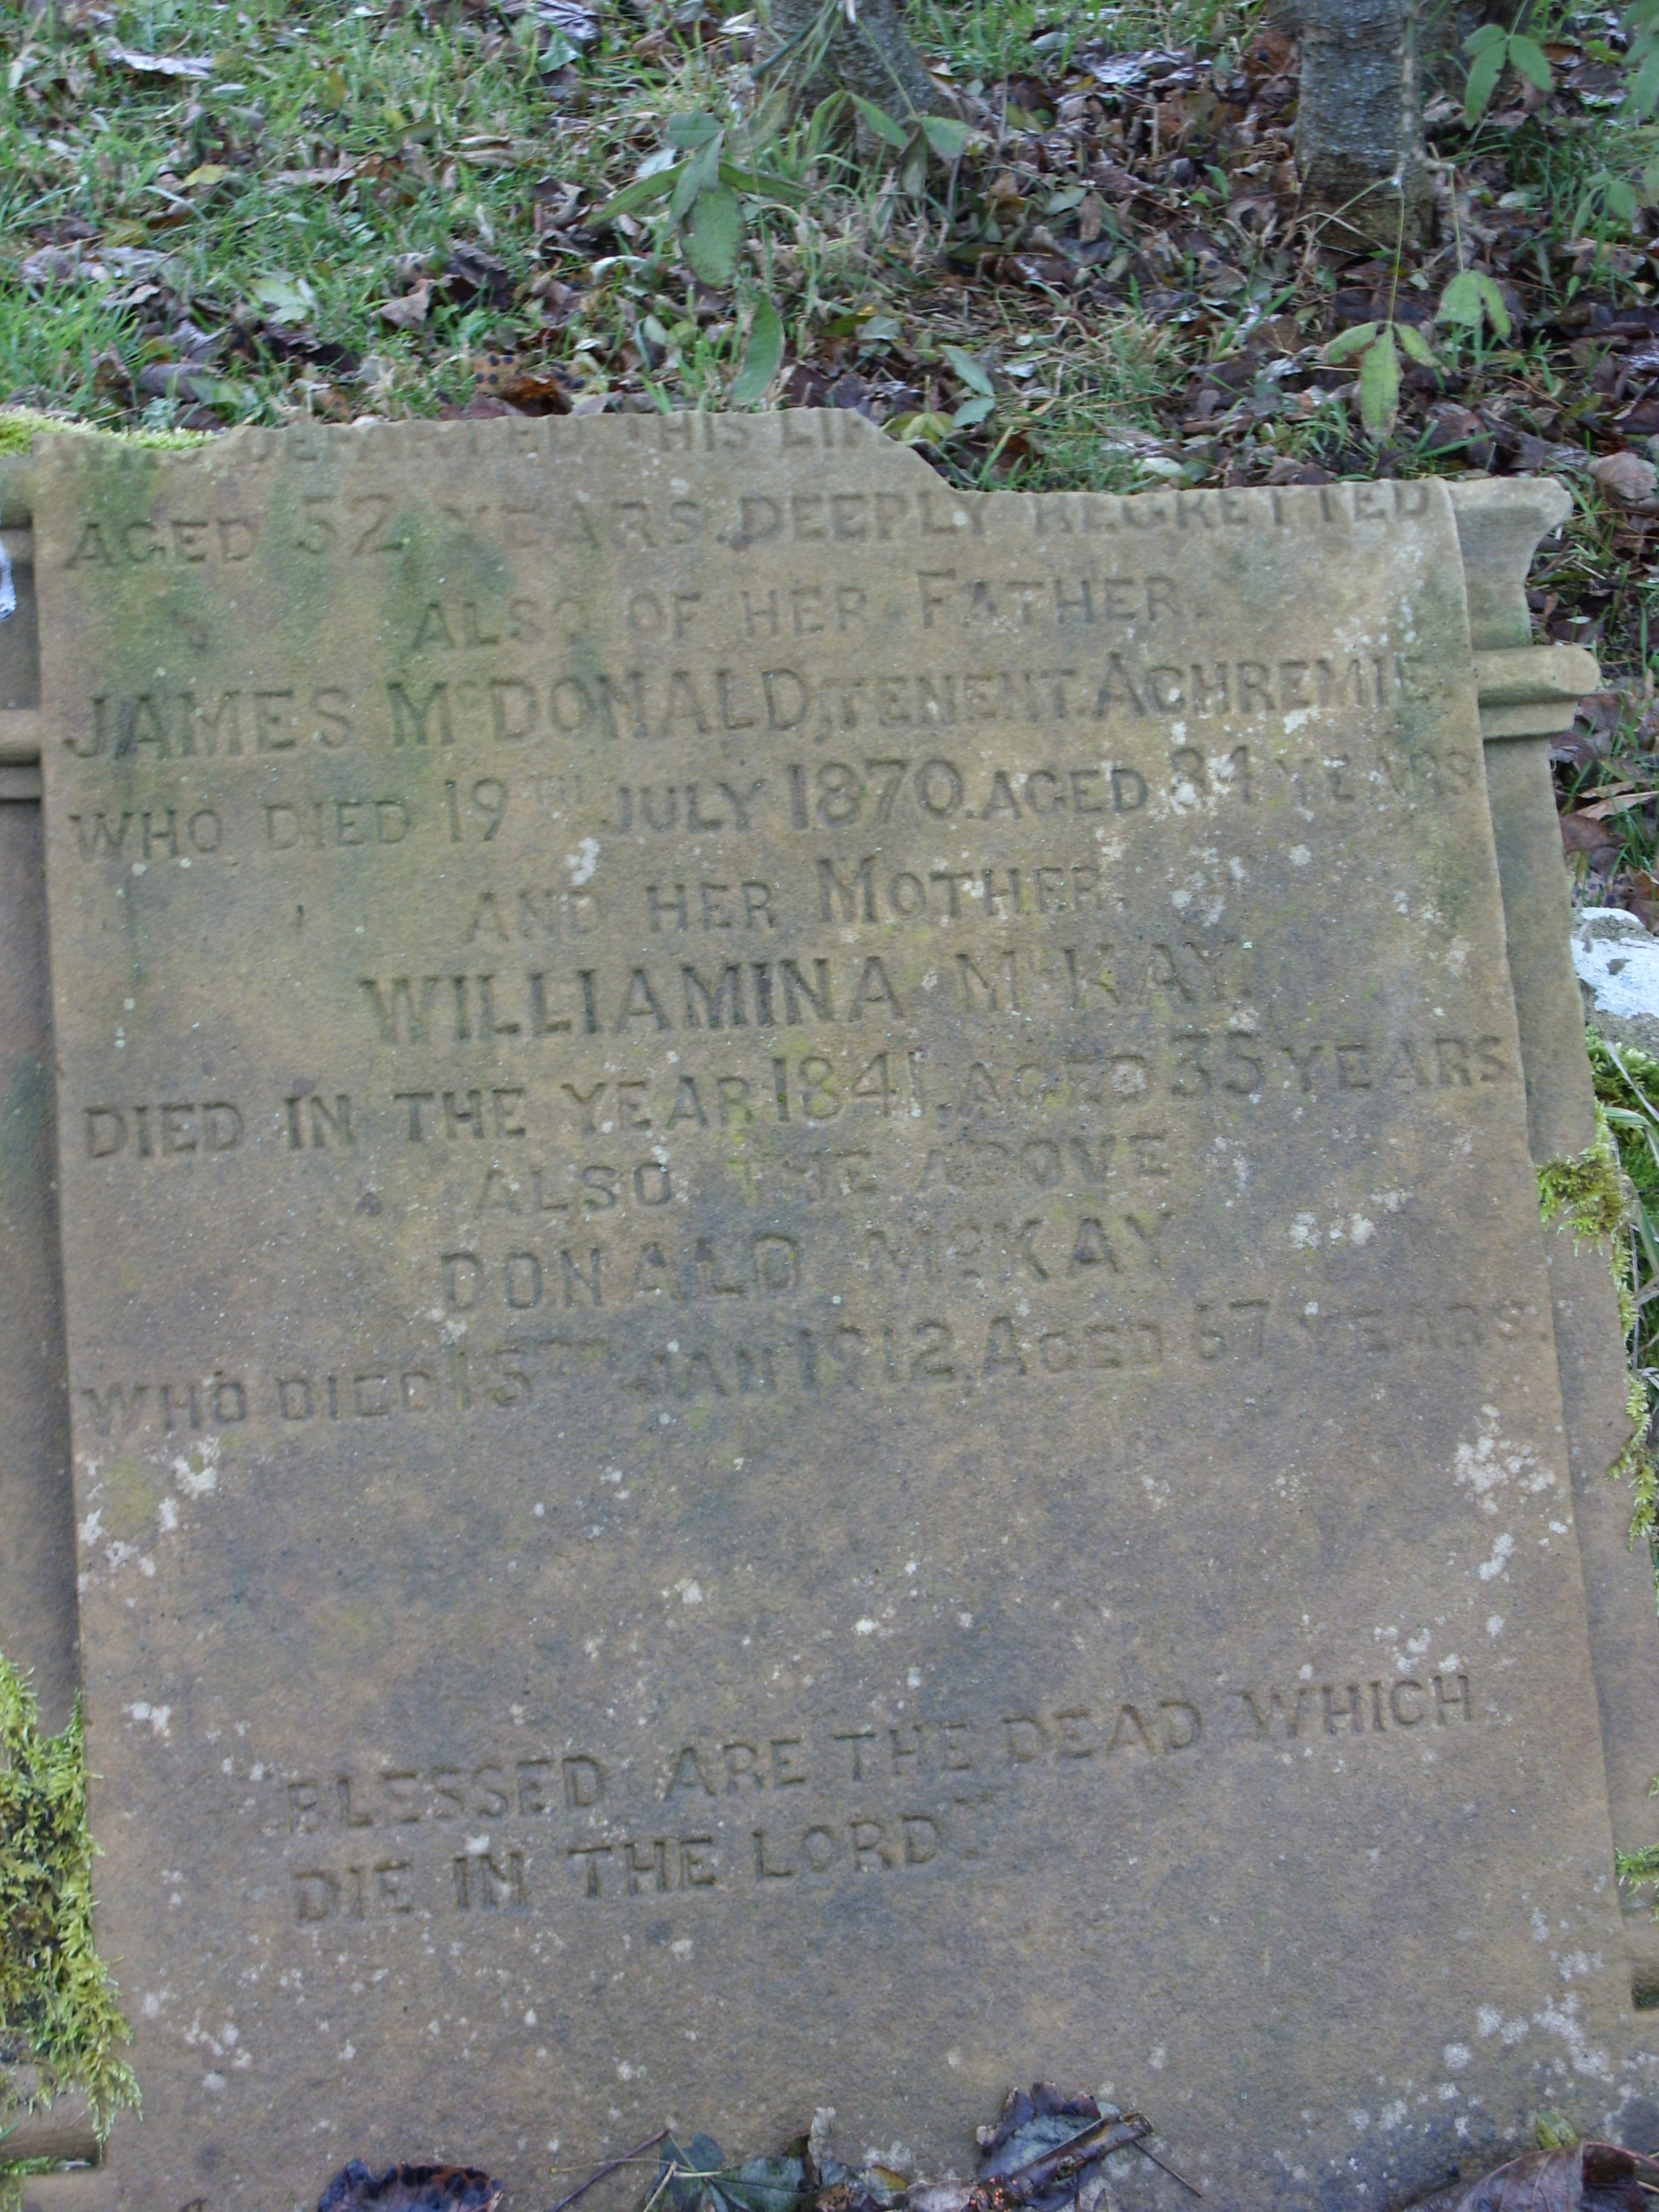 DEPARTED THIS
AGED 52 YEARS. DEEPLY REGRETTED
ALSO OF HER FATHER.
JAMES McDONALD, TENENT. ACHREMIE
WHO DIED 19TH JULY 1870. AGED 84 YEARS
AND HER MOTHER.
WILLIAMINA McKAY.
DIED IN THE YEAR 1841. AGED 35 YEARS
ALSO THE ABOVE
DONALD McKAY
WHO DIED 15TH JAN 1912, AGED YEARS.
BLESSED ARE THE DEAD WHICH
DIE IN THE LORD"